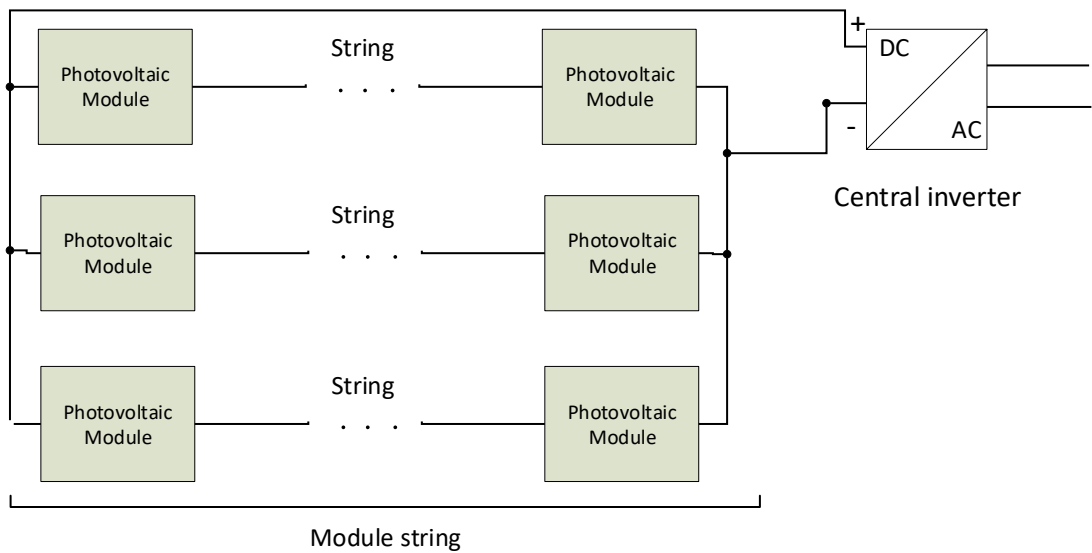 String
+
DC
Photovoltaic
Module
. . .
Photovoltaic
Module
-
AC
Central inverter
String
Photovoltaic
Module
. . .
Photovoltaic
Module
String
Photovoltaic
Module
. . .
Photovoltaic
Module
Module string